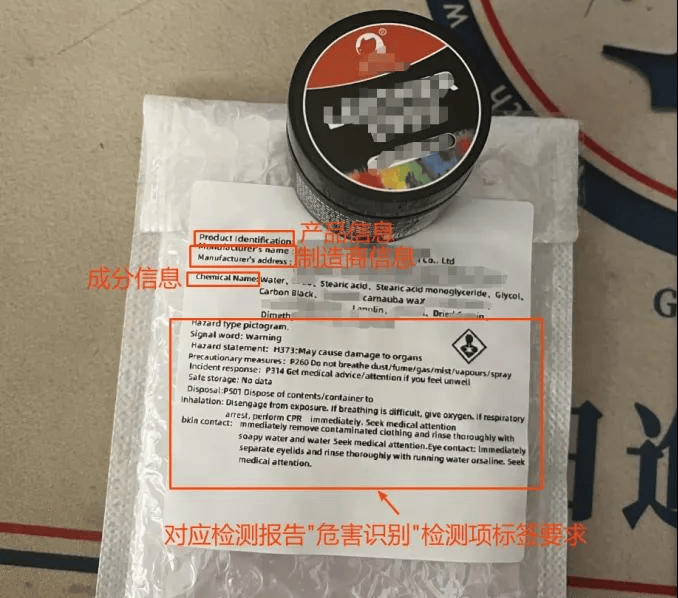 ®
Product Identification:
产品信息
Manufacturer's name :
Manufacturer's address :
Co., Ltd
制造商信息
成分信息
Chemical Name: Water、 Stearic acid、Stearic acid monoglyceride、Glycol、
Carbon Black、 carnauba wax
Lanolin、
Dimeth
Hazard type pictogram.
Signal word: Warning
Hazard statement: H373:May cause damage to organs
Precautionary measures: P260 Do not breathe dust/fume/gas/mist/vapours/spray
Incident response: P314 Get medical advice/attention if you feel unwell
Safe storage: No data
Disposal:P501 Dispose of contents/container to
Inhalation: Disengage from exposure. If breathing is difficult, give oxygen. If respiratory
arrest, perform CPR immediately. Seek medical attention
Skin contact: Immediately remove contaminated clothing and rinse thoroughly with
soapy water and water Seek medical attention.Eye contact: Immediately
separate eyelids and rinse thoroughly with running water orsaline. Seek
medical attention.
对应检测报告"危害识别"检测项标签要求
W
ch
G